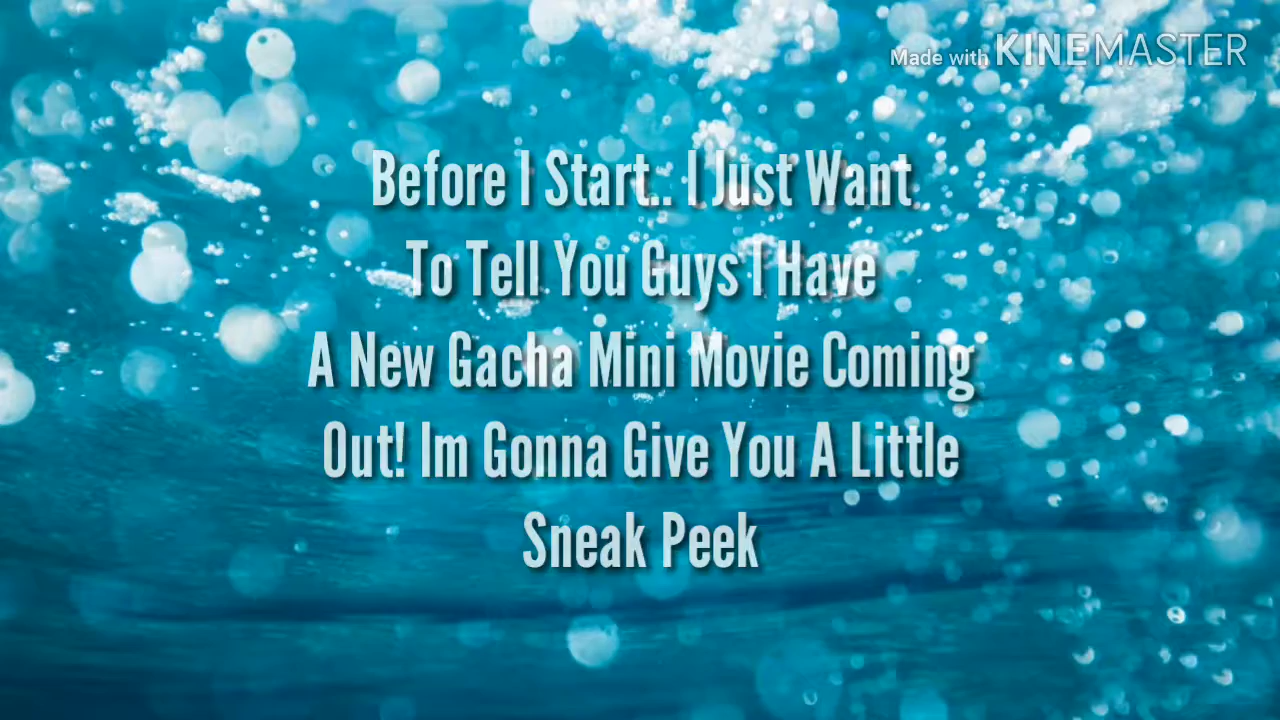 Made with KINEMASTER
Before I Start.. I Just Want
To Tell You Guys I Have
A New Gacha Mini Movie Coming
Out! Im Gonna Give You A Little
Sneak Peek